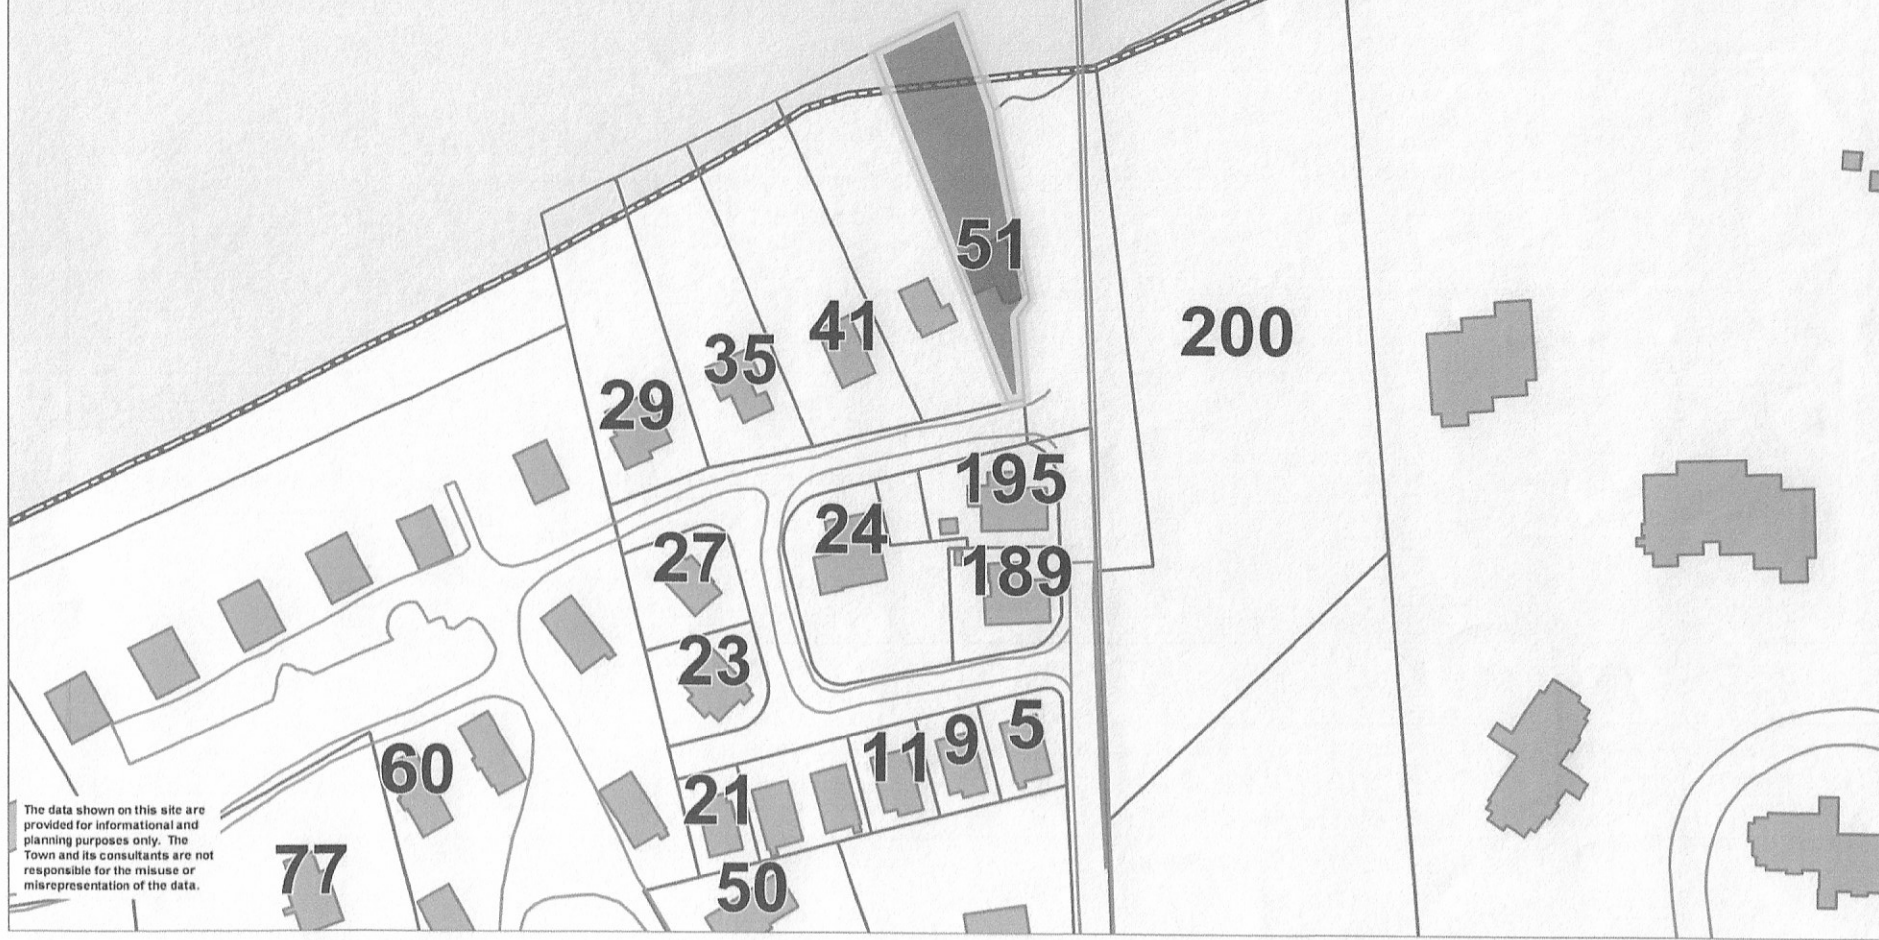 51
200
41
35
29
195
24
27
189
23
5
9
11
60
21
The data shown on this site are
provided for informational and
planning purposes only. The
Town and its consultants are not
responsible for the misuse or
misrepresentation of the data.
77
50